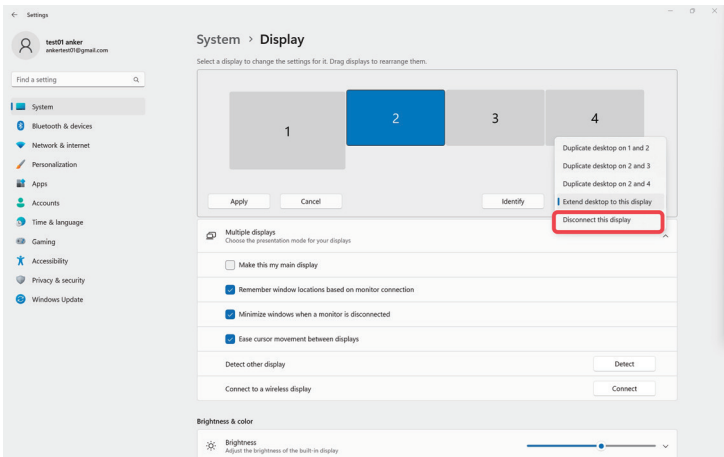 Settings
test01 anker
ankertest01@gmail.com
Find a setting
System
Bluetooth & devices
Network & internet
Personalization
Apps
Accounts
Time & language
Gaming
Accessibility
Privacy & security
Windows Update
System > Display
Select a display to change the settings for it. Drag displays to rearrange them.
1
2
3
4
Duplicate desktop on 1 and 2
Duplicate desktop on 2 and 3
Duplicate desktop on 2 and 4
Extend desktop to this display
Disconnect this display
Apply
Cancel
Identify
Multiple displays
Choose the presentation mode for your displays
Make this my main display
Remember window locations based on monitor connection
Minimize windows when a monitor is disconnected
Ease cursor movement between displays
Detect other display
Detect
Connect to a wireless display
Connect
Brightness & color
Brightness
Adjust the brightness of the built-in display